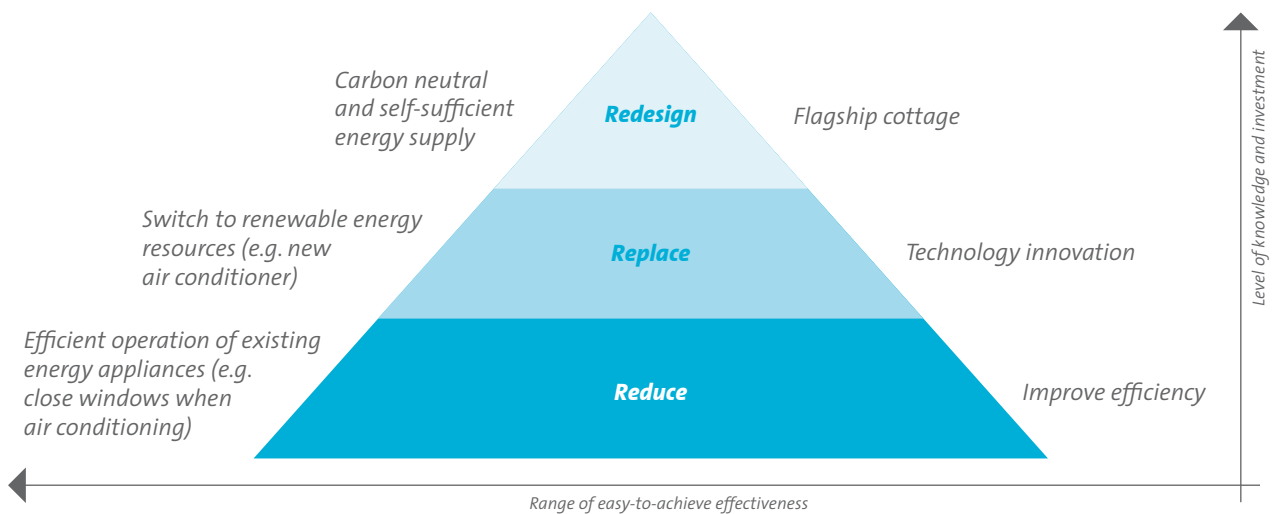 Carbon neutral
and self-sufficient
energy supply
Redesign
Flagship cottage
Switch to renewable energy
resources (e.g. new
air conditioner)
Replace
Technology innovation
Efficient operation of existing
energy appliances (e.g.
close windows when
air conditioning)
Reduce
Improve efficiency
Level of knowledge and investment
Range of easy-to-achieve effectiveness